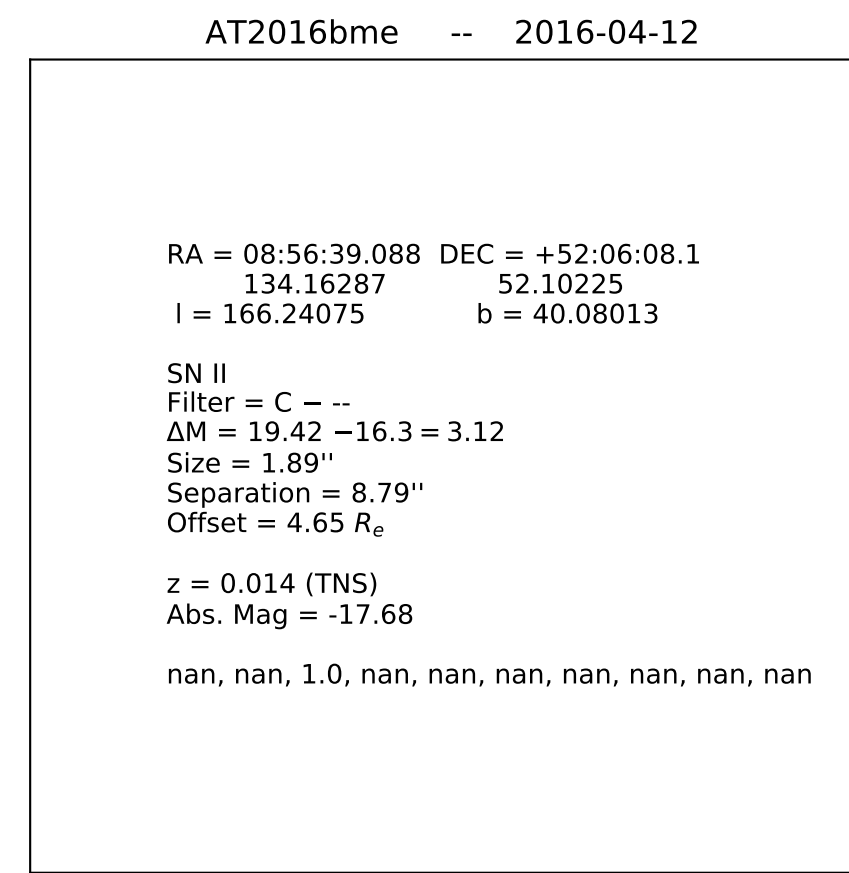 AT2016bme -- 2016-04-12
RA = 08:56:39.088 DEC = +52:06:08.1
134.16287 52.10225
l = 166.24075 b = 40.08013
SN II
Filter = C − --
ΔM = 19.42 −16.3 = 3.12
Size = 1.89''
Separation = 8.79''
Offset = 4.65 Re
z = 0.014 (TNS)
Abs. Mag = -17.68
nan, nan, 1.0, nan, nan, nan, nan, nan, nan, nan